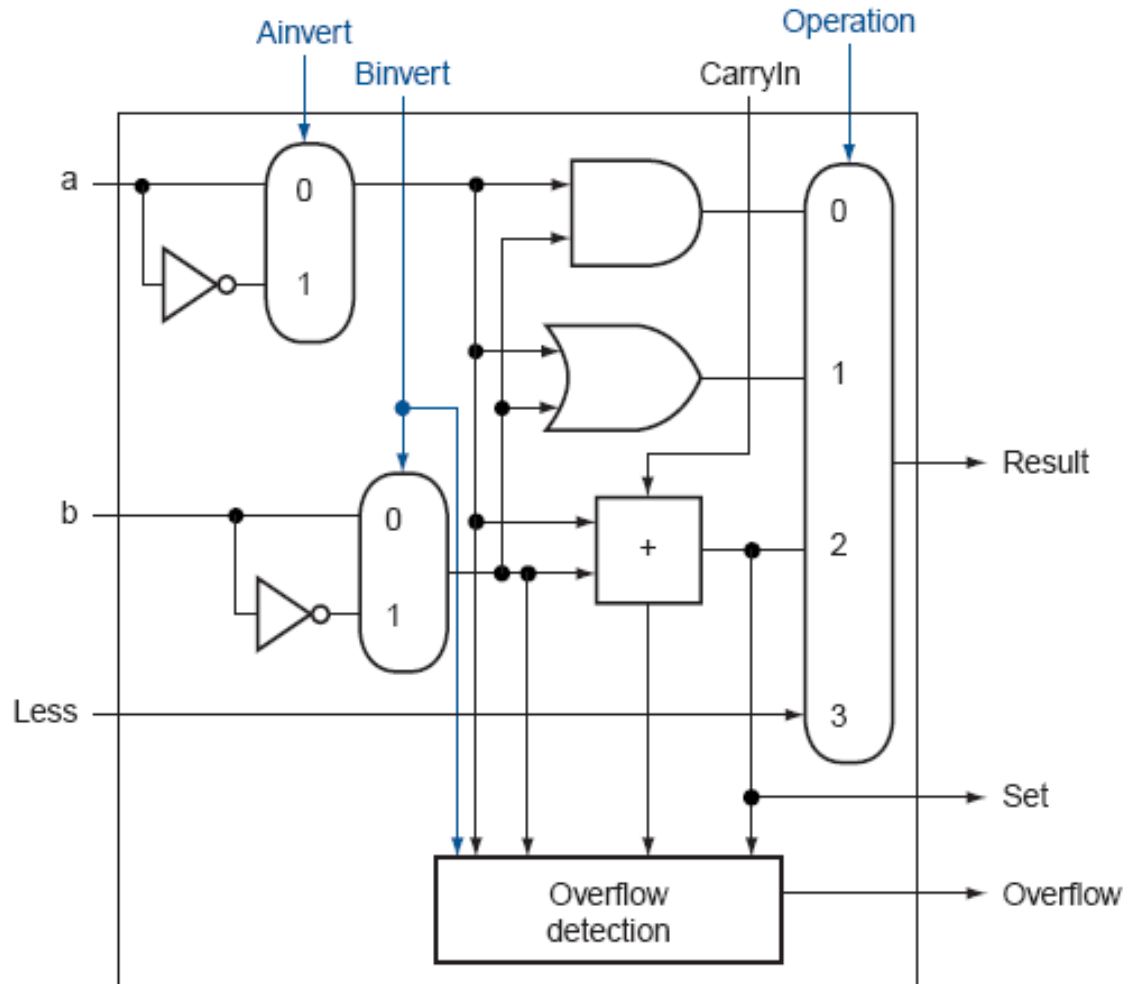 Ainvert
Operation
Binvert
CarryIn
a
0
1
0
1
b
0
1
+
2
Result
Less
3
Set
Overflow
detection
Overflow